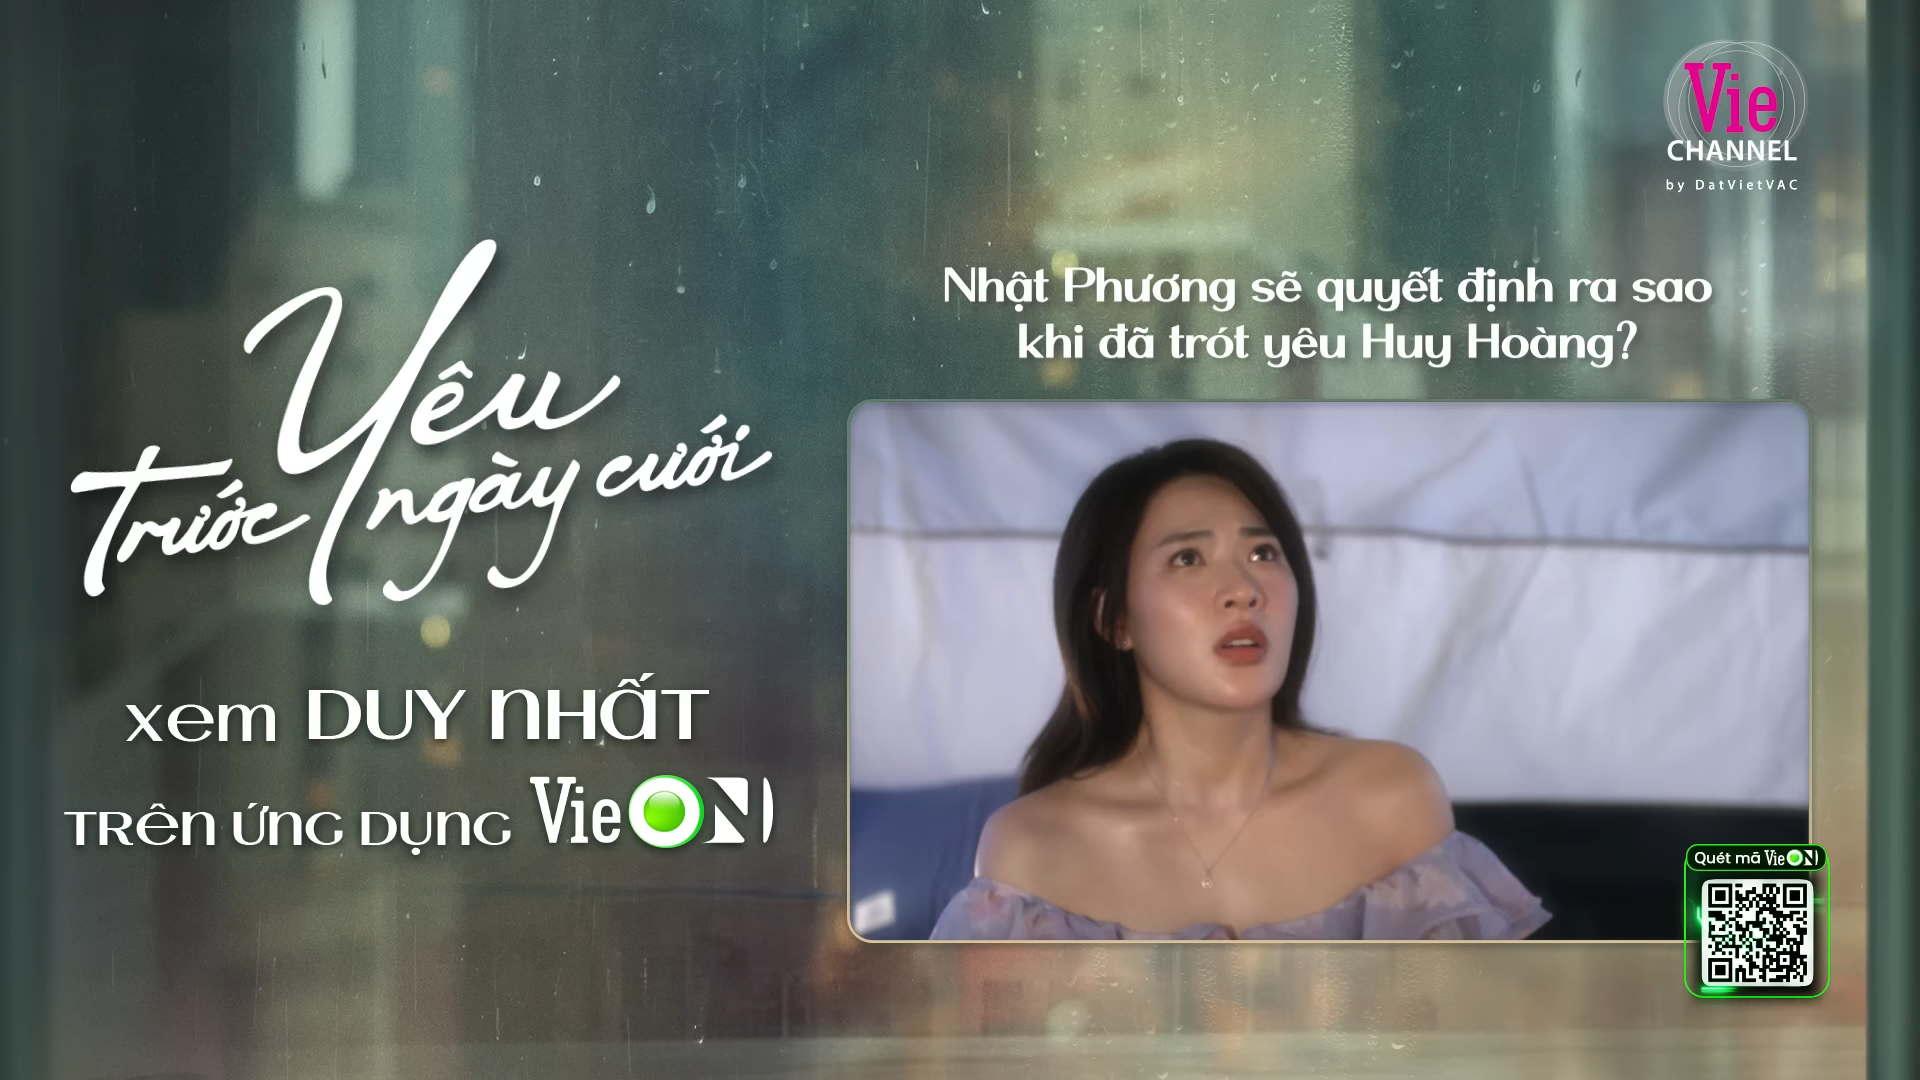 Vie
CHANNEL
by DatVietVAC
Yêu
trước ngày cưới
xem DUY NHẤT
TRÊN ỨNG DỤNG VieON
Nhật Phương sẽ quyết định ra sao
khi đã trót yêu Huy Hoàng?
Quét mã VieON